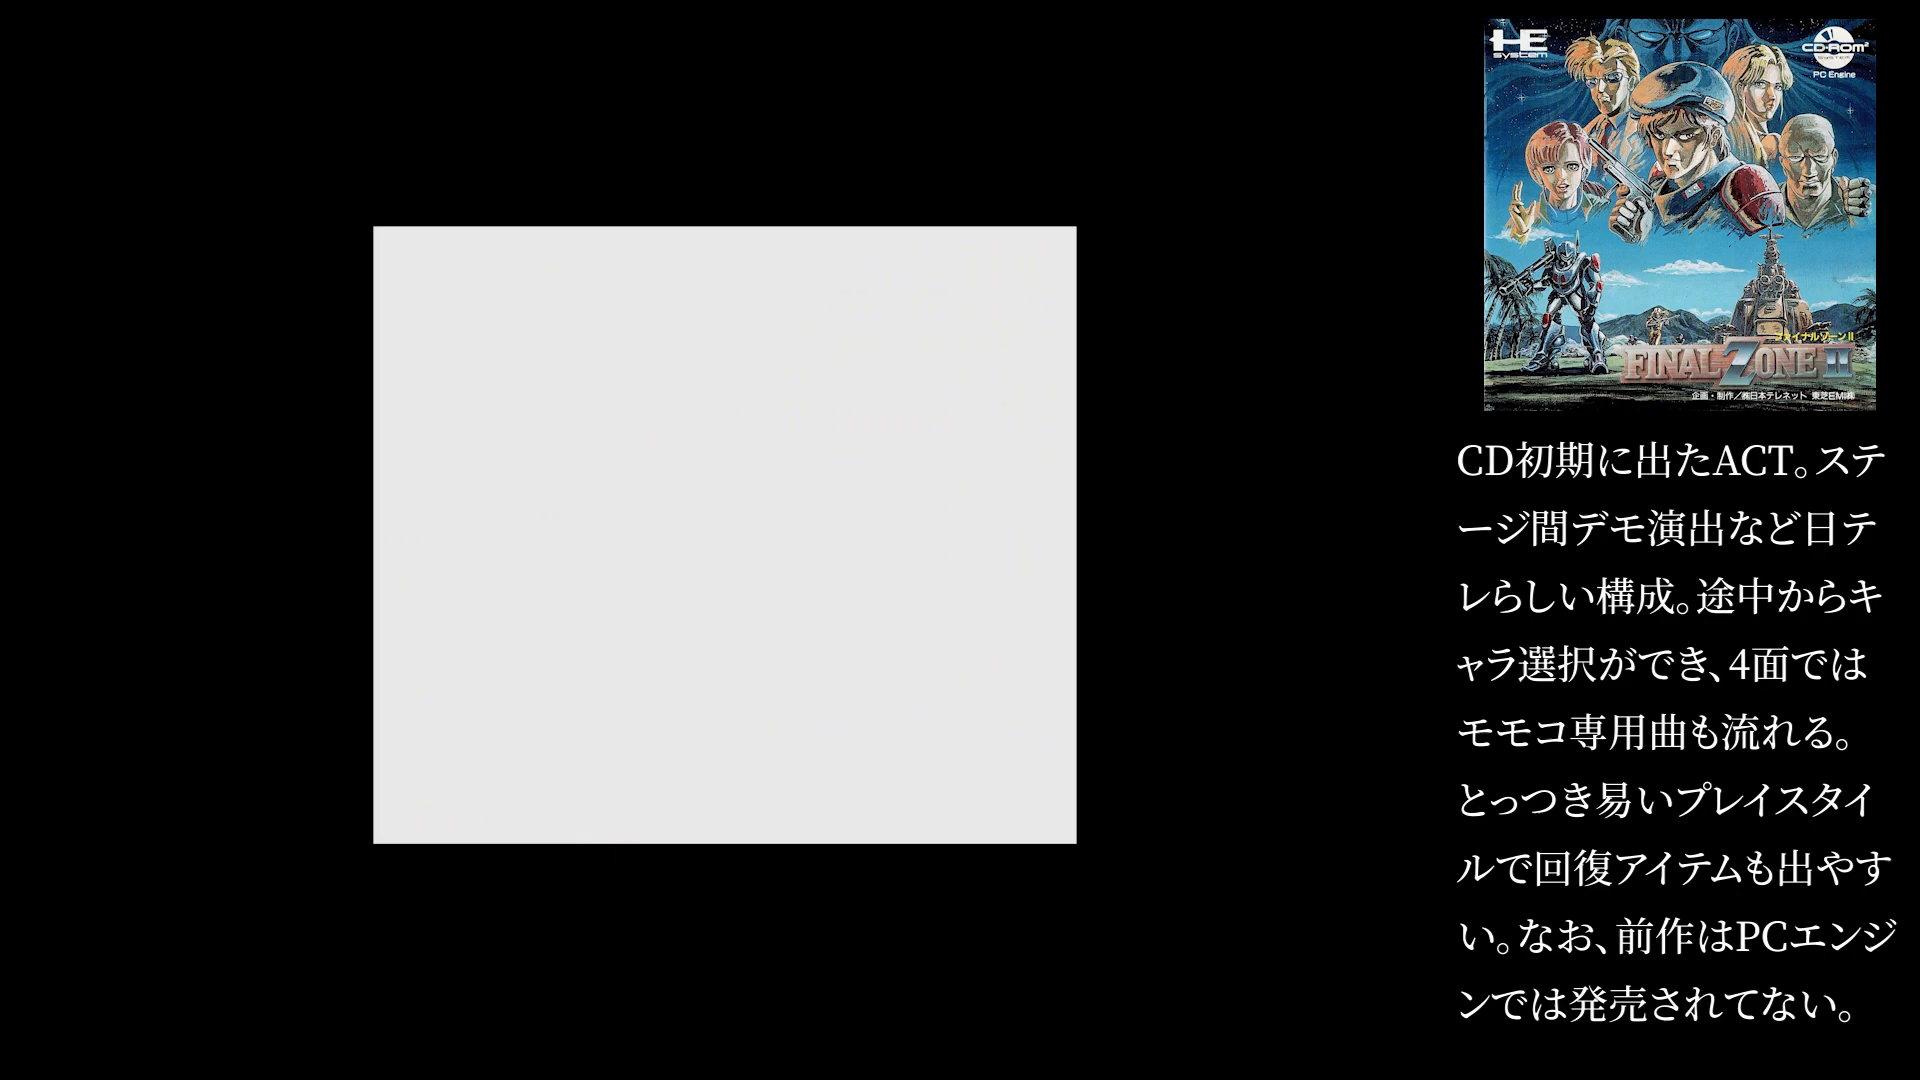 HE
system
CD-ROM²
PC Engine
ファイナルゾーンII
FINAL ZONE II
企画・制作／㈱日本テレネット 東芝EMI㈱
CD初期に出たACT。ステ
ージ間デモ演出など日テ
レらしい構成。途中からキ
ャラ選択ができ、4面では
モモコ専用曲も流れる。
とっつき易いプレイスタイ
ルで回復アイテムも出やす
い。なお、前作はPCエンジ
ンでは発売されてない。